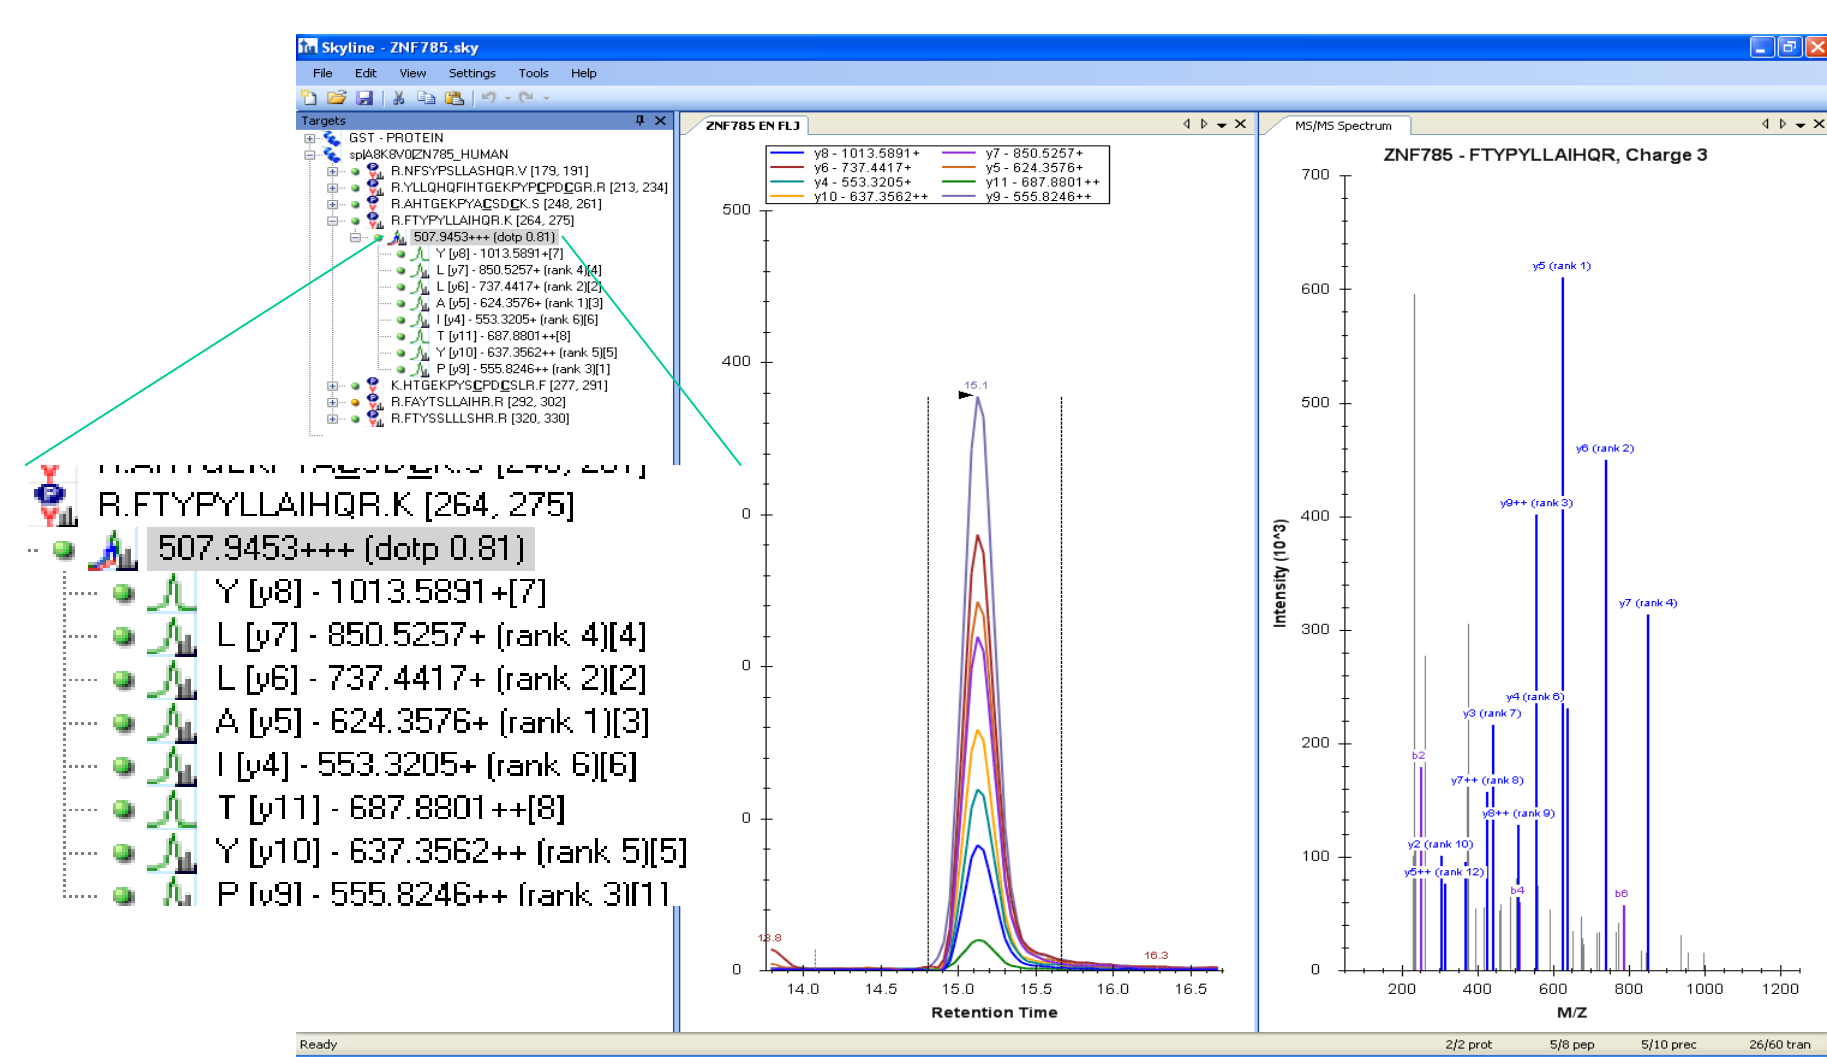 Skyline - ZNF785.sky
File Edit View Settings Tools Help
Targets
GST - PROTEIN
sp|A8K8V0|ZN785_HUMAN
R.NFSYPSLLASHQR.V [179, 191]
R.YLLQHQFIHTGEKPYPCPDCGR.R [213, 234]
R.AHTGEKPYACSDCK.S [248, 261]
R.FTYPYLLAIHQR.K [264, 275]
507.9453+++ (dotp 0.81)
Y [y8] - 1013.5891+[7]
L [y7] - 850.5257+ (rank 4)[4]
L [y6] - 737.4417+ (rank 2)[2]
A [y5] - 624.3576+ (rank 1)[3]
I [y4] - 553.3205+ (rank 6)[6]
T [y11] - 687.8801++[8]
Y [y10] - 637.3562++ (rank 5)[5]
P [y9] - 555.8246++ (rank 3)[1]
K.HTGEKPYSCPDCSLR.F [277, 291]
R.FAYTSLLAIHR.R [292, 302]
R.FTYSSLLLSHR.R [320, 330]
R.AHTGEKPYACSDCK.S [248, 261]
R.FTYPYLLAIHQR.K [264, 275]
507.9453+++ (dotp 0.81)
Y [y8] - 1013.5891+[7]
L [y7] - 850.5257+ (rank 4)[4]
L [y6] - 737.4417+ (rank 2)[2]
A [y5] - 624.3576+ (rank 1)[3]
I [y4] - 553.3205+ (rank 6)[6]
T [y11] - 687.8801++[8]
Y [y10] - 637.3562++ (rank 5)[5]
P [y9] - 555.8246++ (rank 3)[1]
ZNF785 EN FLJ
y8 - 1013.5891+ y7 - 850.5257+
y6 - 737.4417+ y5 - 624.3576+
y4 - 553.3205+ y11 - 687.8801++
y10 - 637.3562++ y9 - 555.8246++
500
400
15.1
0
0
0
13.8
16.3
0
14.0 14.5 15.0 15.5 16.0 16.5
Retention Time
MS/MS Spectrum
ZNF785 - FTYPYLLAIHQR, Charge 3
700
y5 (rank 1)
600
500
y6 (rank 2)
y9++ (rank 3)
400
y7 (rank 4)
300
y4 (rank 6)
y3 (rank 7)
200
b2
y7++ (rank 8)
y8++ (rank 9)
y2 (rank 10)
100
y5++ (rank 12)
b4
b6
0
Intensity (10^3)
200 400 600 800 1000 1200
M/Z
Ready
2/2 prot 5/8 pep 5/10 prec 26/60 tran